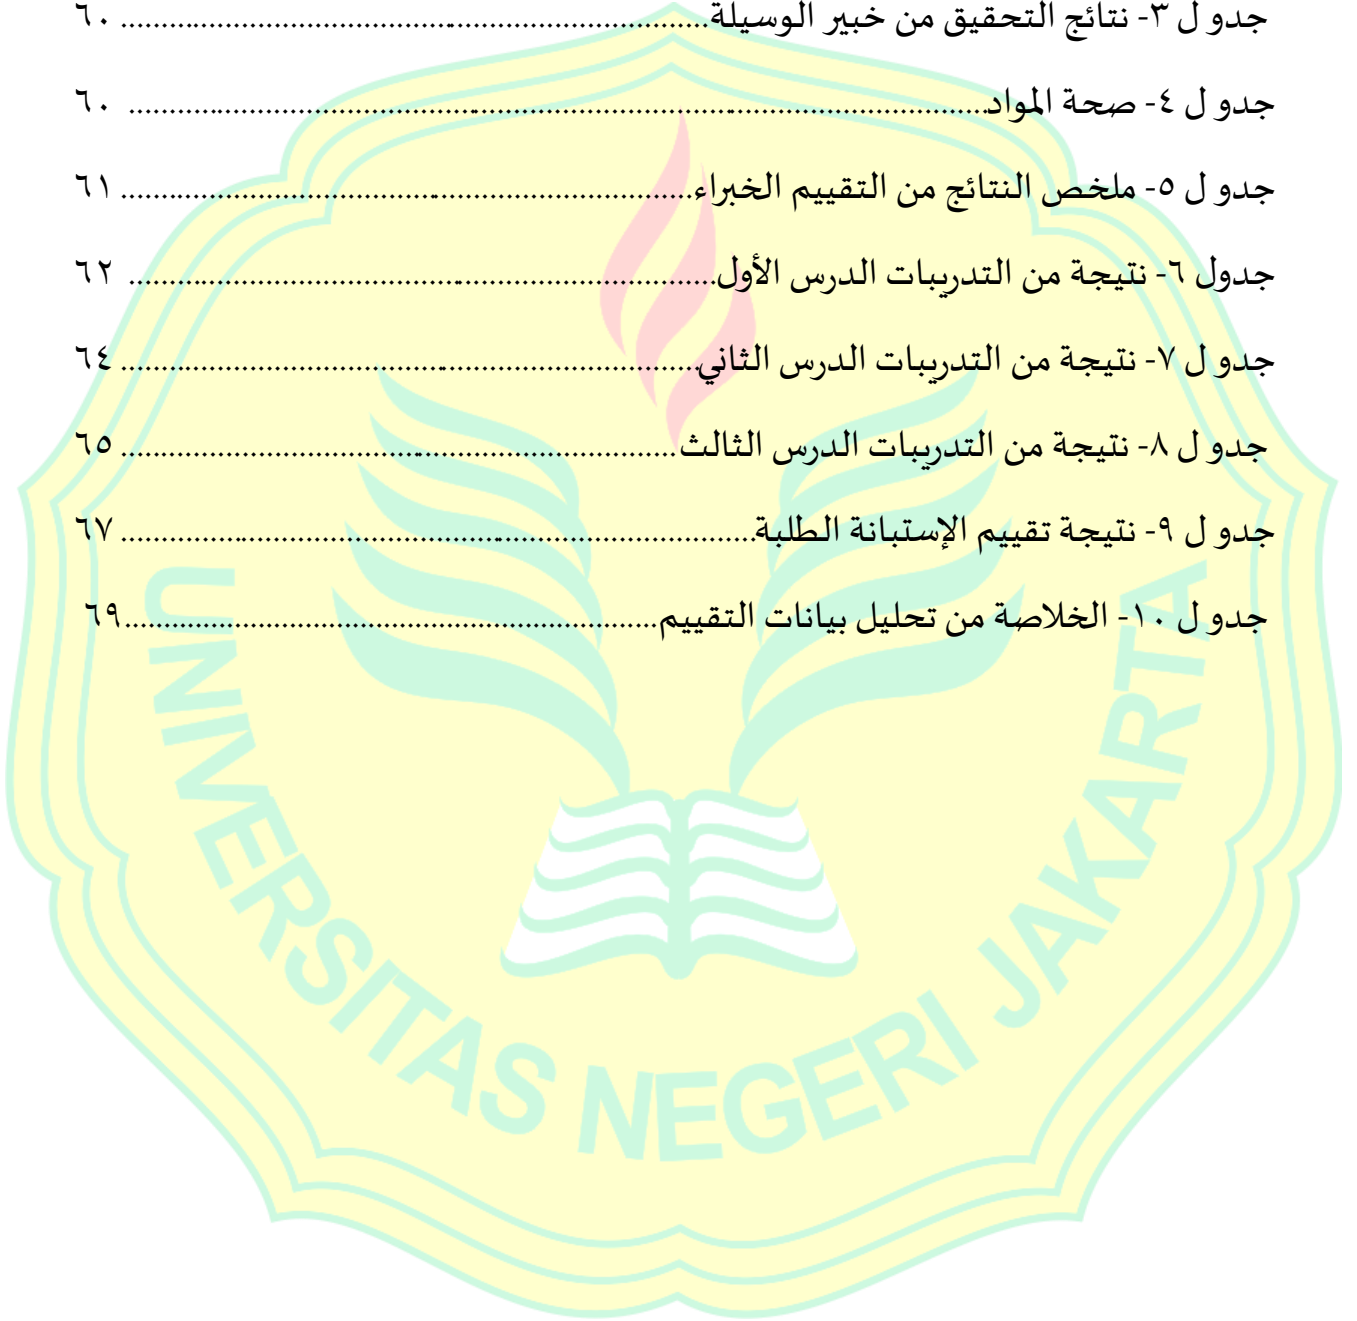 جدو ل ٣- نتائج التحقيق من خبير الوسيلة........................................................................ ٦٠
جدو ل ٤- صحة المواد........................................................................................................ ٦٠
جدو ل ٥- ملخص النتائج من التقييم الخبراء...................................................................... ٦١
جدول ٦- نتيجة من التدريبات الدرس الأول....................................................................... ٦٢
جدو ل ٧- نتيجة من التدريبات الدرس الثاني...................................................................... ٦٤
جدو ل ٨- نتيجة من التدريبات الدرس الثالث.................................................................... ٦٥
جدو ل ٩- نتيجة تقييم الإستبانة الطلبة............................................................................. ٦٧
جدو ل ١٠- الخلاصة من تحليل بيانات التقييم..................................................................٦٩
UNIVERSITAS NEGERI JAKARTA